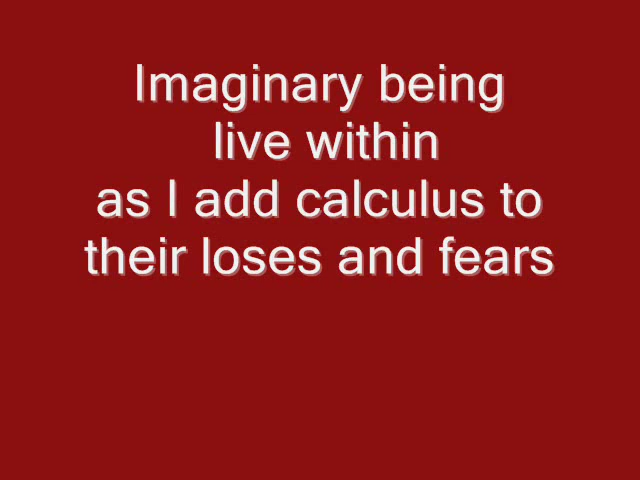 Imaginary being
live within
as I add calculus to
their loses and fears